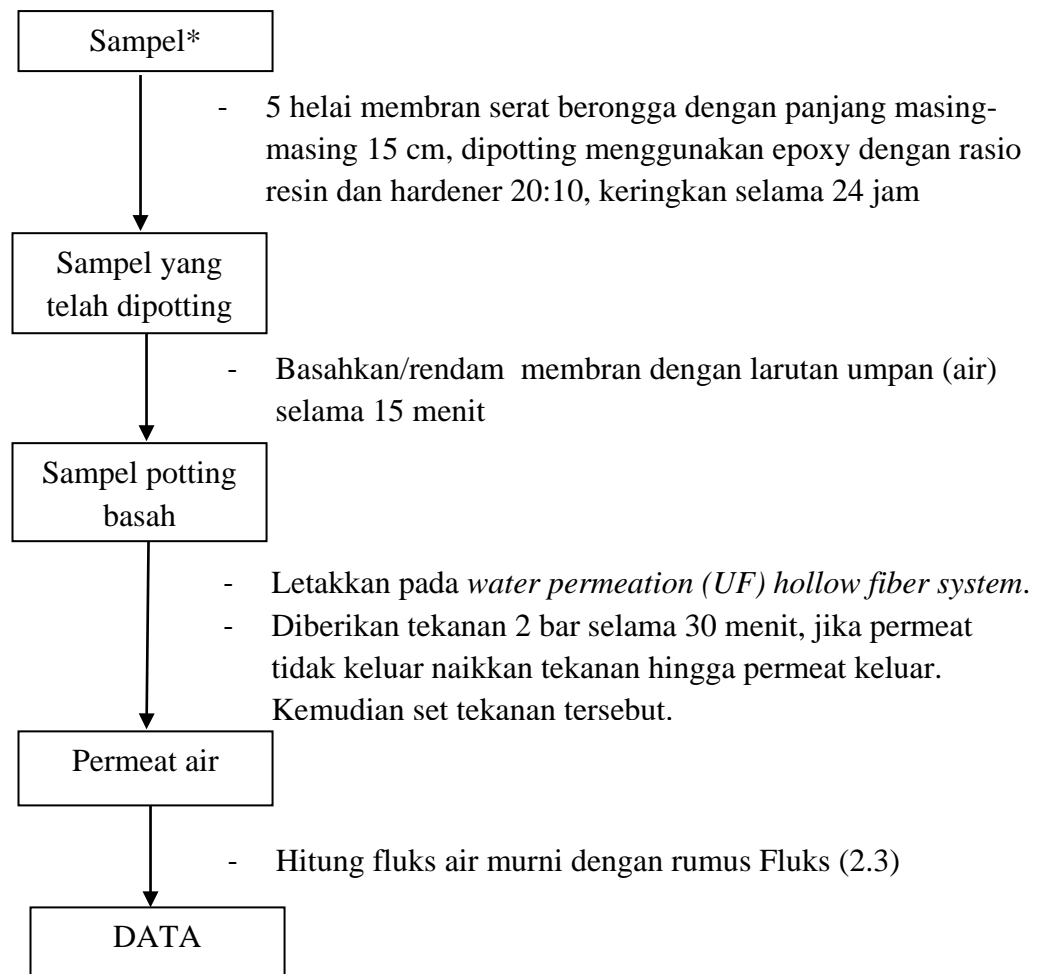 Sampel*
- 5 helai membran serat berongga dengan panjang masing-
masing 15 cm, dipotting menggunakan epoxy dengan rasio
resin dan hardener 20:10, keringkan selama 24 jam
Sampel yang
telah dipotting
- Basahkan/rendam membran dengan larutan umpan (air)
selama 15 menit
Sampel potting
basah
- Letakkan pada water permeation (UF) hollow fiber system.
- Diberikan tekanan 2 bar selama 30 menit, jika permeat
tidak keluar naikkan tekanan hingga permeat keluar.
Kemudian set tekanan tersebut.
Permeat air
- Hitung fluks air murni dengan rumus Fluks (2.3)
DATA